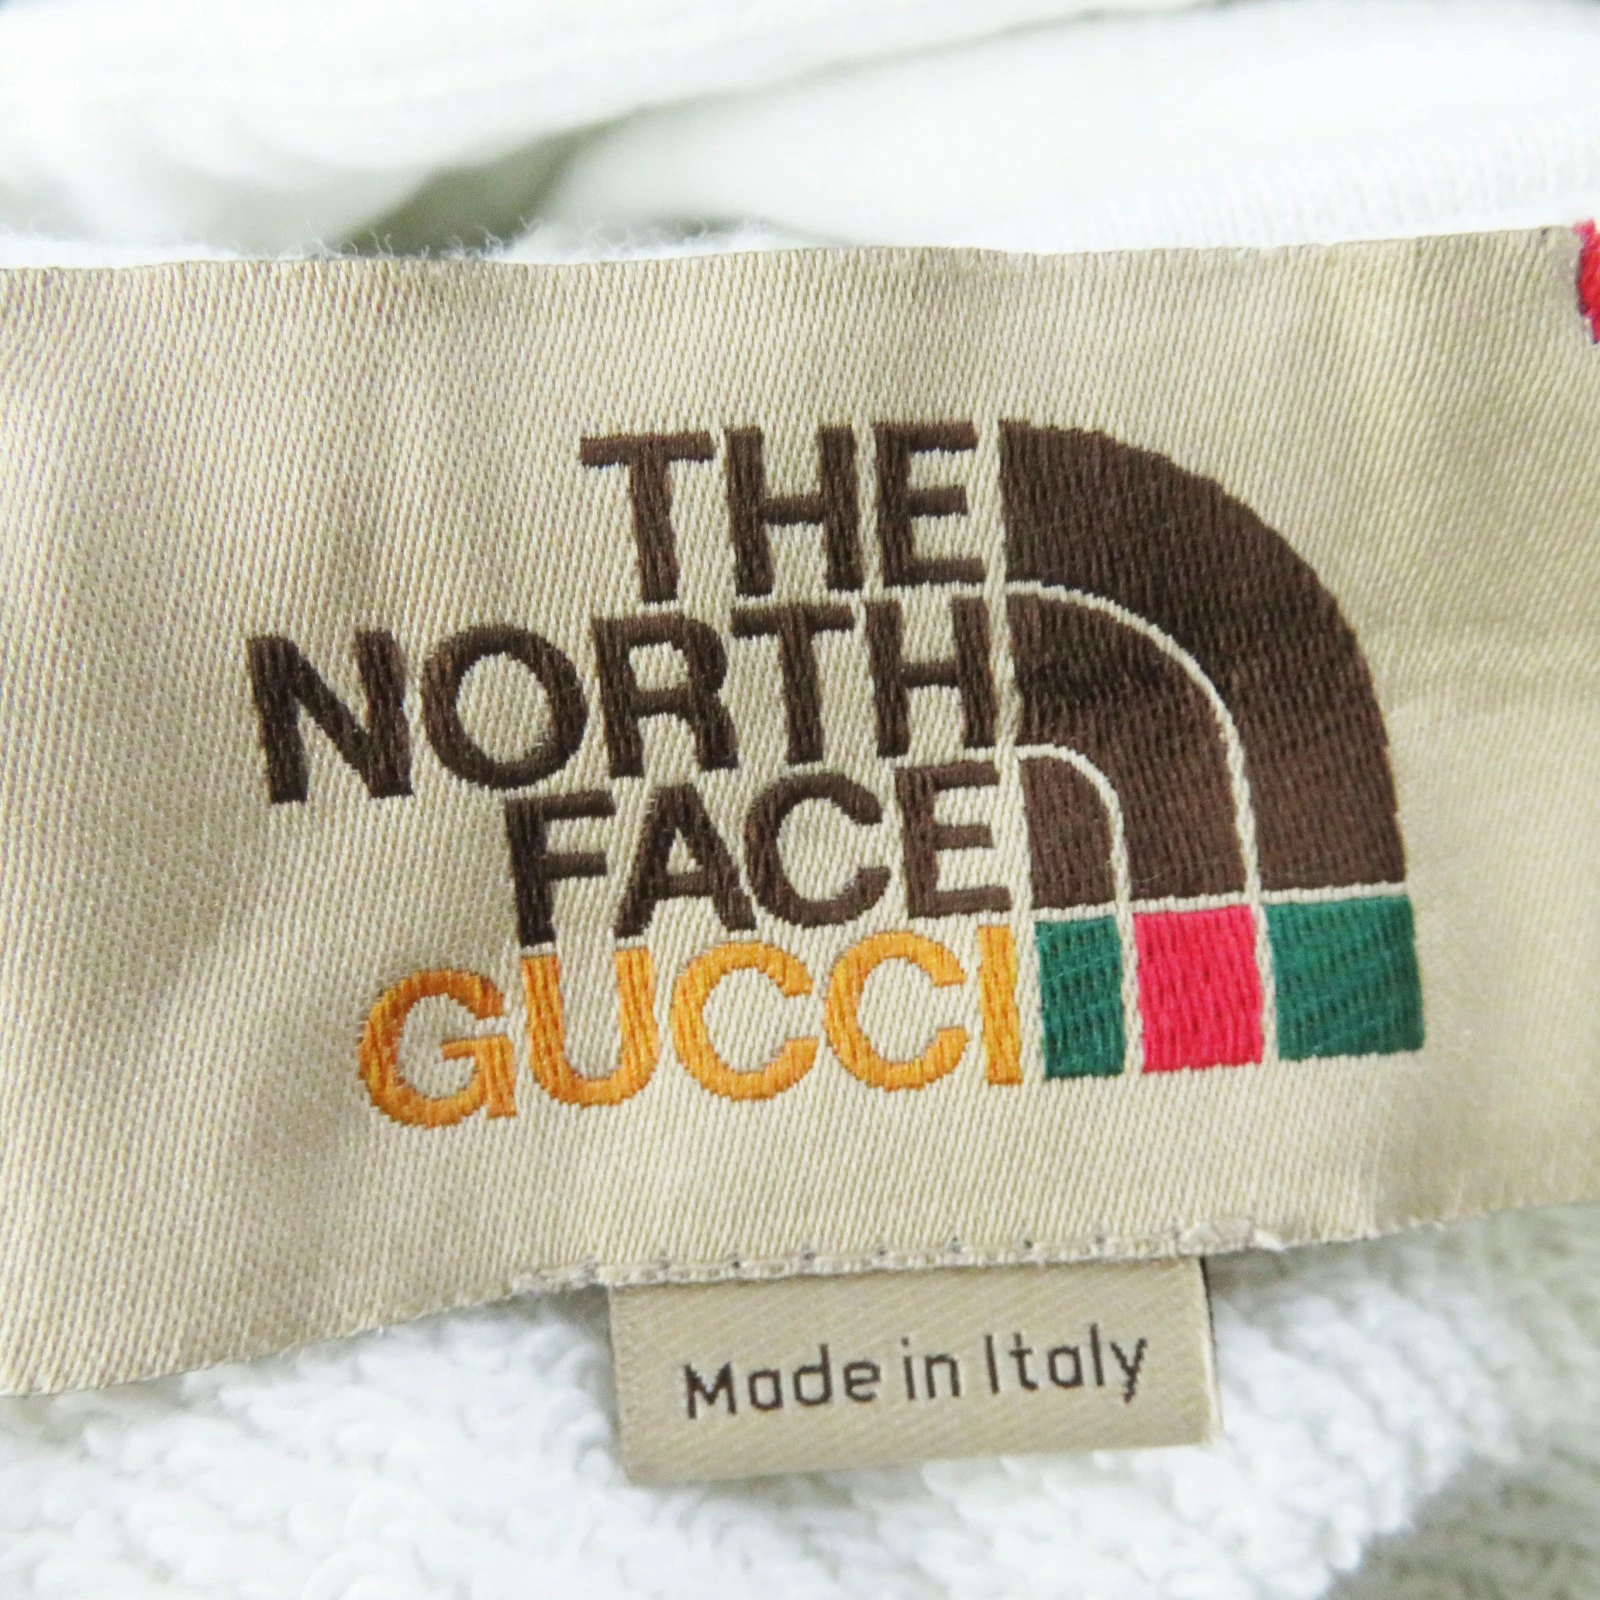 THE
NORTH
FACE
GUCCI
Made in Italy